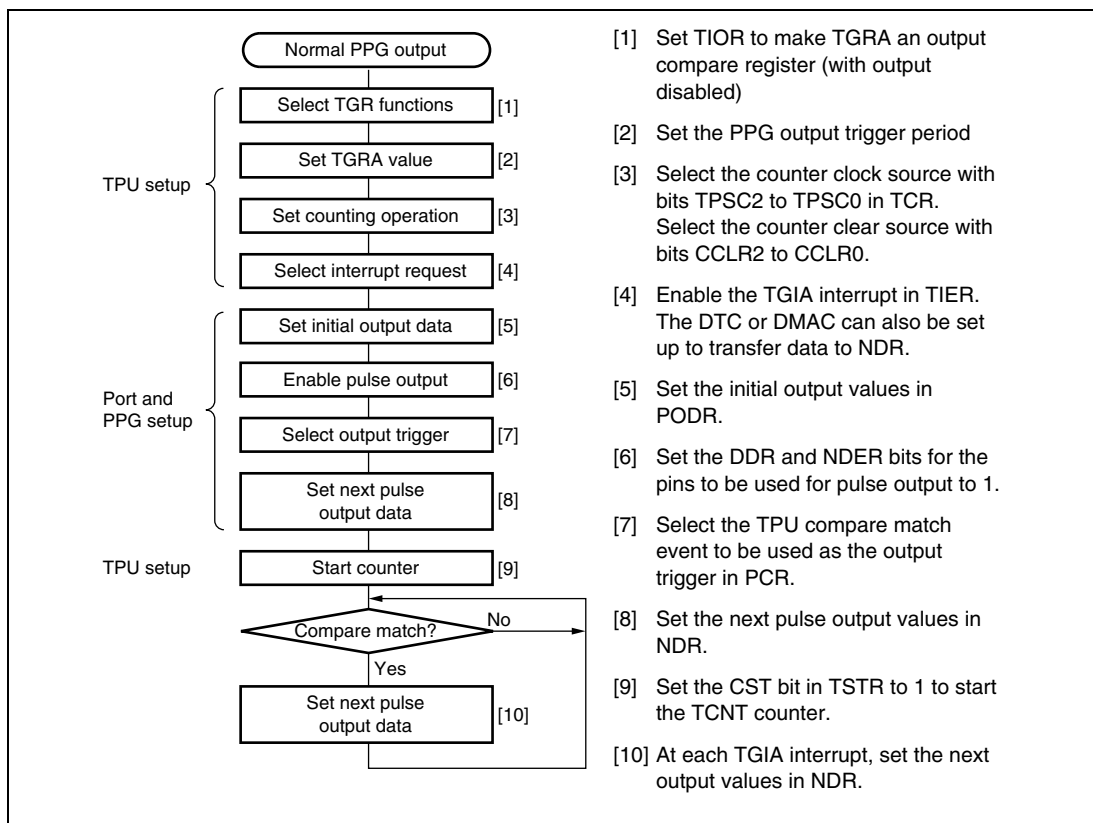 Normal PPG output
Select TGR functions [1]
Set TGRA value [2]
TPU setup
Set counting operation [3]
Select interrupt request [4]
Set initial output data [5]
Enable pulse output [6]
Port and
PPG setup
Select output trigger [7]
Set next pulse
output data
[8]
TPU setup
Start counter [9]
Compare match?
No
Yes
Set next pulse
output data
[10]
[1] Set TIOR to make TGRA an output
compare register (with output
disabled)
[2] Set the PPG output trigger period
[3] Select the counter clock source with
bits TPSC2 to TPSC0 in TCR.
Select the counter clear source with
bits CCLR2 to CCLR0.
[4] Enable the TGIA interrupt in TIER.
The DTC or DMAC can also be set
up to transfer data to NDR.
[5] Set the initial output values in
PODR.
[6] Set the DDR and NDER bits for the
pins to be used for pulse output to 1.
[7] Select the TPU compare match
event to be used as the output
trigger in PCR.
[8] Set the next pulse output values in
NDR.
[9] Set the CST bit in TSTR to 1 to start
the TCNT counter.
[10] At each TGIA interrupt, set the next
output values in NDR.